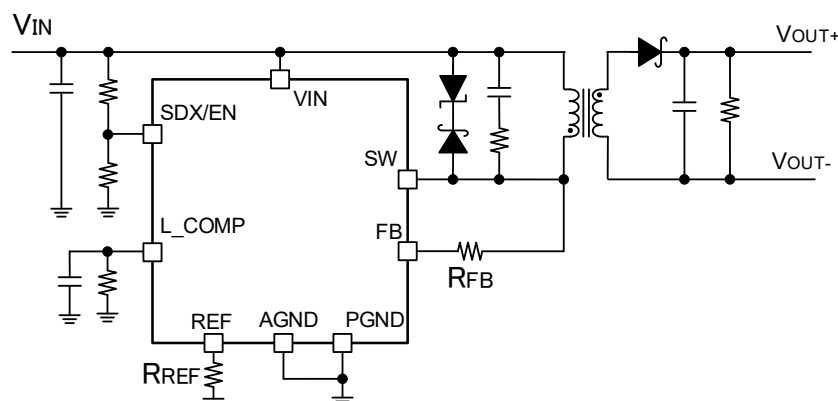 VIN
VOUT+
VIN
SDX/EN
SW
VOUT-
L_COMP
FB
RFB
REF
AGND
PGND
RREF